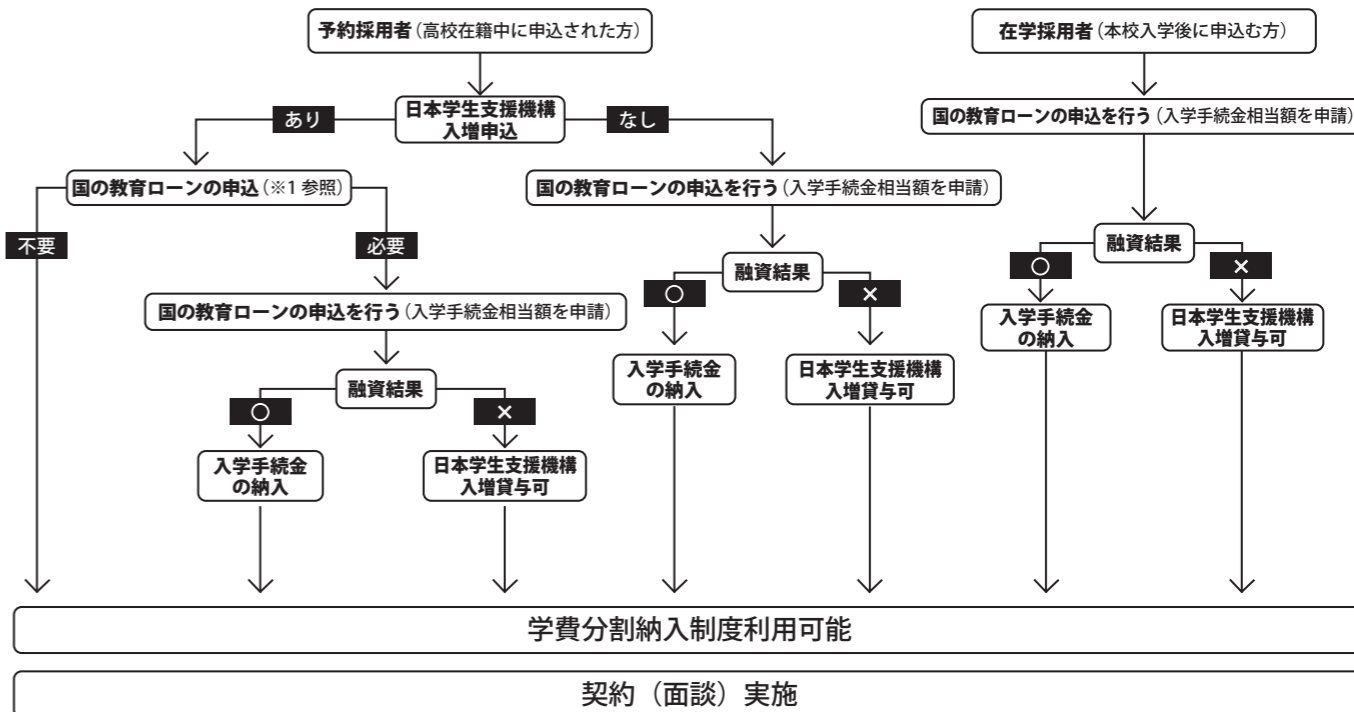 予約採用者（高校在籍中に申込された方）
在学採用者（本校入学後に申込む方）
日本学生支援機構
入増申込
あり
なし
国の教育ローンの申込を行う（入学手続金相当額を申請）
国の教育ローンの申込（※1 参照）
国の教育ローンの申込を行う（入学手続金相当額を申請）
不要
必要
融資結果
○
×
融資結果
○
×
国の教育ローンの申込を行う（入学手続金相当額を申請）
入学手続金
の納入
日本学生支援機構
入増貸与可
入学手続金
の納入
日本学生支援機構
入増貸与可
融資結果
○
×
入学手続金
の納入
日本学生支援機構
入増貸与可
学費分割納入制度利用可能
契約（面談）実施